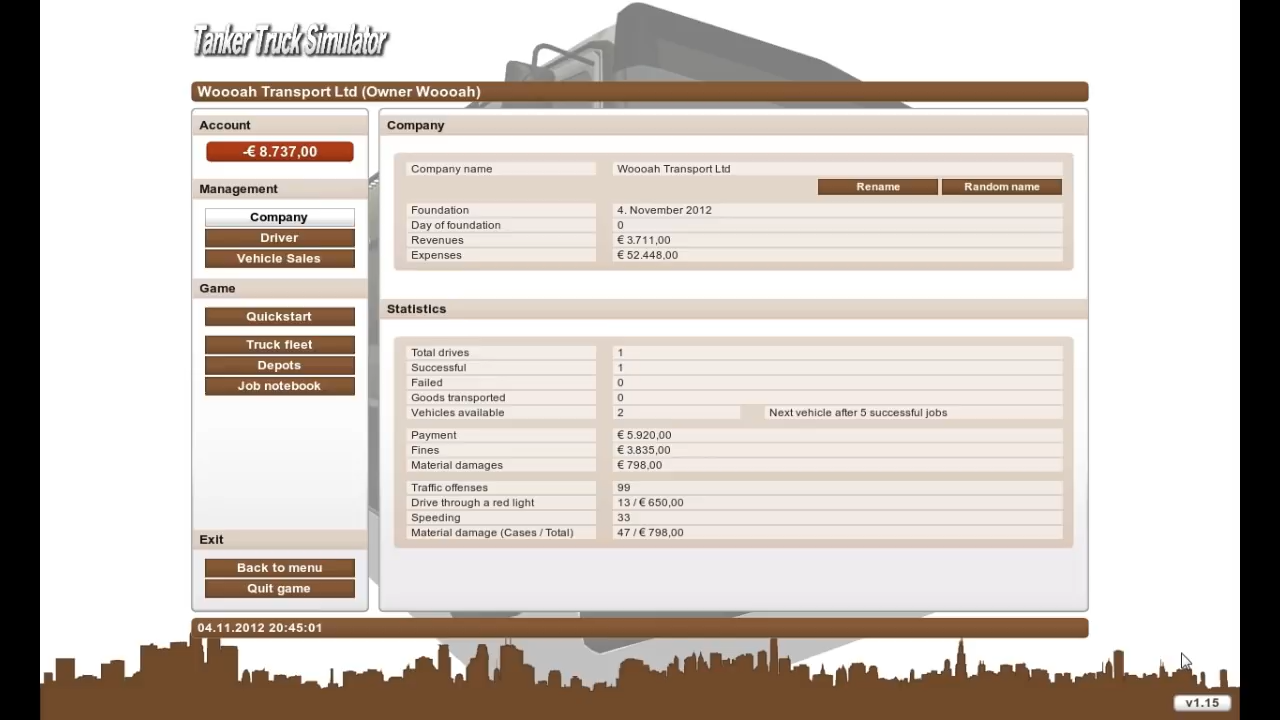 Tanker Truck Simulator
Woooah Transport Ltd (Owner Woooah)
Account
-€ 8.737,00
Management
Company
Driver
Vehicle Sales
Game
Quickstart
Truck fleet
Depots
Job notebook
Exit
Back to menu
Quit game
Company
Company name Woooah Transport Ltd
Rename Random name
Foundation 4. November 2012
Day of foundation 0
Revenues € 3.711,00
Expenses € 52.448,00
Statistics
Total drives 1
Successful 1
Failed 0
Goods transported 0
Vehicles available 2 Next vehicle after 5 successful jobs
Payment € 5.920,00
Fines € 3.835,00
Material damages € 798,00
Traffic offenses 99
Drive through a red light 13 / € 650,00
Speeding 33
Material damage (Cases / Total) 47 / € 798,00
04.11.2012 20:45:01
v1.15